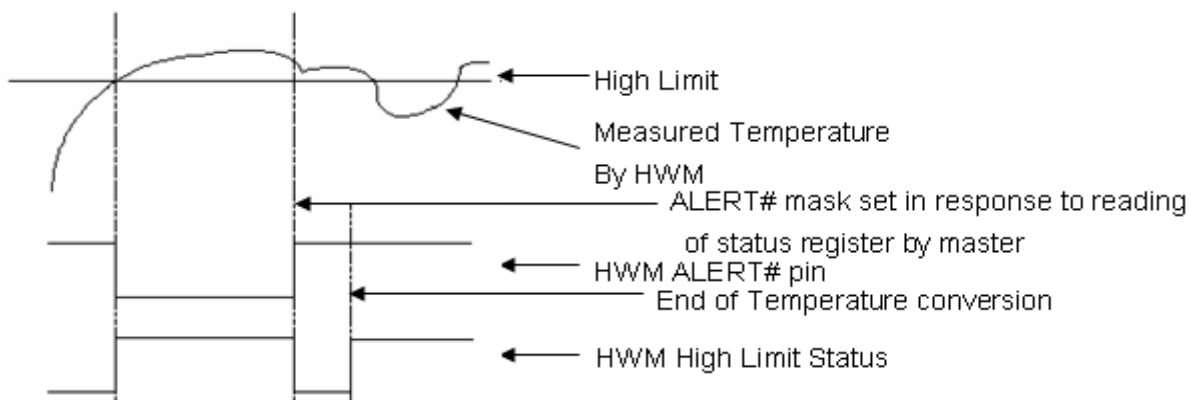 High Limit
Measured Temperature
By HWM
ALERT# mask set in response to reading
of status register by master
HWM ALERT# pin
End of Temperature conversion
HWM High Limit Status